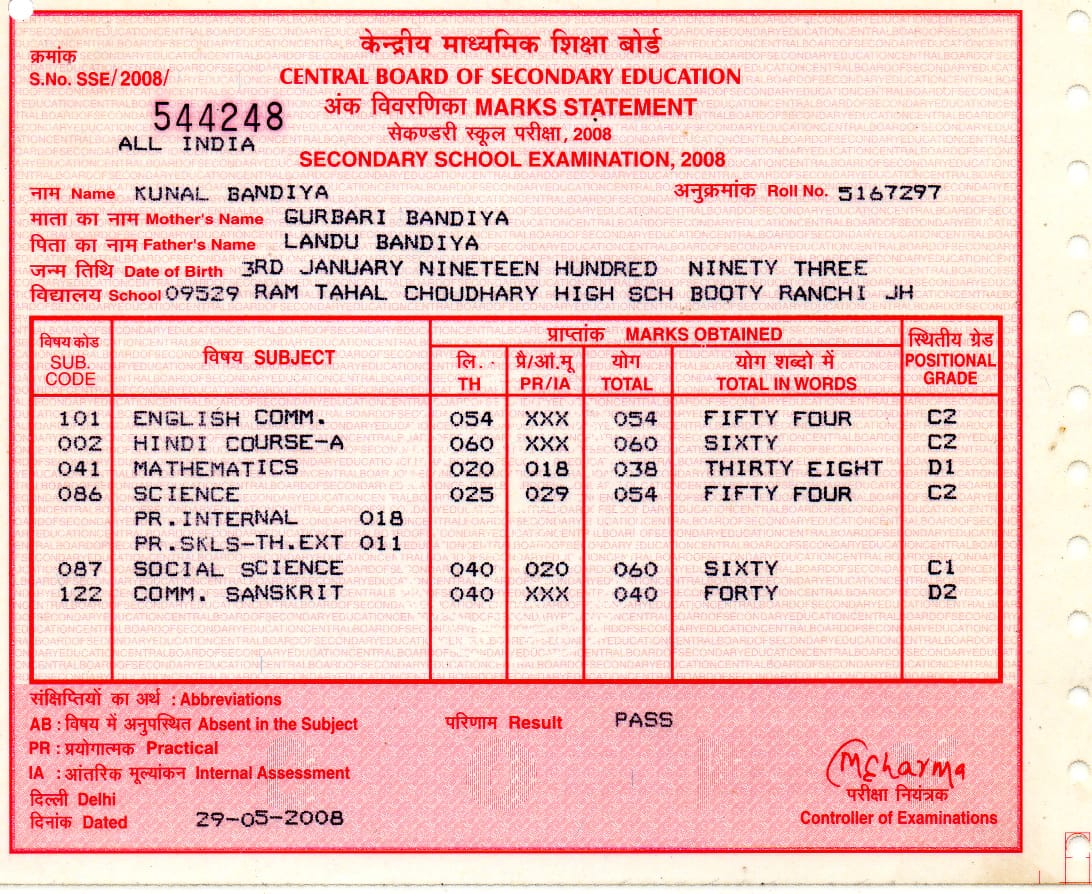 केन्द्रीय माध्यमिक शिक्षा बोर्ड
क्रमांक
S.No. SSE/2008/
CENTRAL BOARD OF SECONDARY EDUCATION
544248
अंक विवरणिका MARKS STATEMENT
ALL INDIA
सेकण्डरी स्कूल परीक्षा, 2008
SECONDARY SCHOOL EXAMINATION, 2008
नाम Name KUNAL BANDIYA अनुक्रमांक Roll No. 5167297
माता का नाम Mother's Name GURBARI BANDIYA
पिता का नाम Father's Name LANDU BANDIYA
जन्म तिथि Date of Birth 3RD JANUARY NINETEEN HUNDRED NINETY THREE
विद्यालय School 09529 RAM TAHAL CHOUDHARY HIGH SCH BOOTY RANCHI JH
विषय कोड SUB. CODE विषय SUBJECT प्राप्तांक MARKS OBTAINED स्थितीय ग्रेड POSITIONAL GRADE
लि. TH प्रै/आं.मू PR/IA योग TOTAL योग शब्दो में TOTAL IN WORDS
101 ENGLISH COMM. 054 XXX 054 FIFTY FOUR C2
002 HINDI COURSE-A 060 XXX 060 SIXTY C2
041 MATHEMATICS 020 018 038 THIRTY EIGHT D1
086 SCIENCE 025 029 054 FIFTY FOUR C2
PR.INTERNAL 018
PR.SKLS-TH.EXT 011
087 SOCIAL SCIENCE 040 020 060 SIXTY C1
122 COMM. SANSKRIT 040 XXX 040 FORTY D2
संक्षिप्तियों का अर्थ : Abbreviations
AB : विषय में अनुपस्थित Absent in the Subject परिणाम Result PASS
PR : प्रयोगात्मक Practical
IA : आंतरिक मूल्यांकन Internal Assessment
दिल्ली Delhi
परीक्षा नियंत्रक
दिनांक Dated 29-05-2008 Controller of Examinations